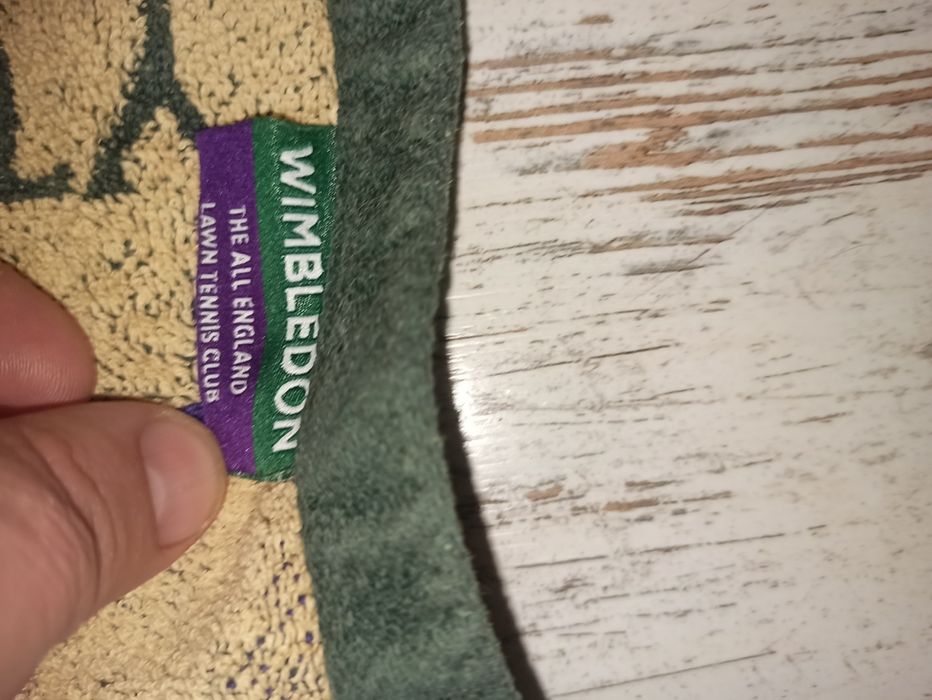 WIMBLEDON
THE ALL ENGLAND
LAWN TENNIS CLUB